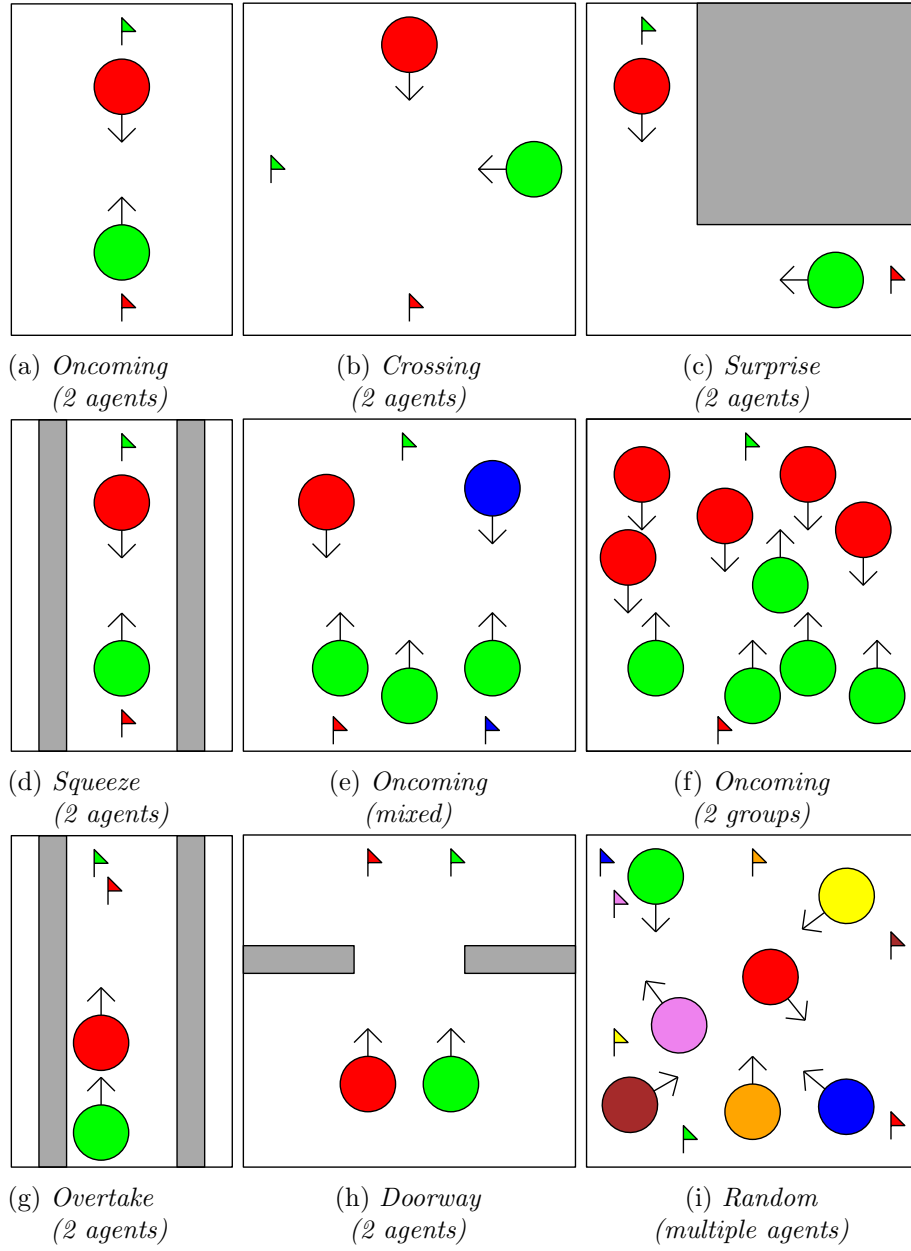 (a) Oncoming
(2 agents)
(b) Crossing
(2 agents)
(c) Surprise
(2 agents)
(d) Squeeze
(2 agents)
(e) Oncoming
(mixed)
(f) Oncoming
(2 groups)
(g) Overtake
(2 agents)
(h) Doorway
(2 agents)
(i) Random
(multiple agents)